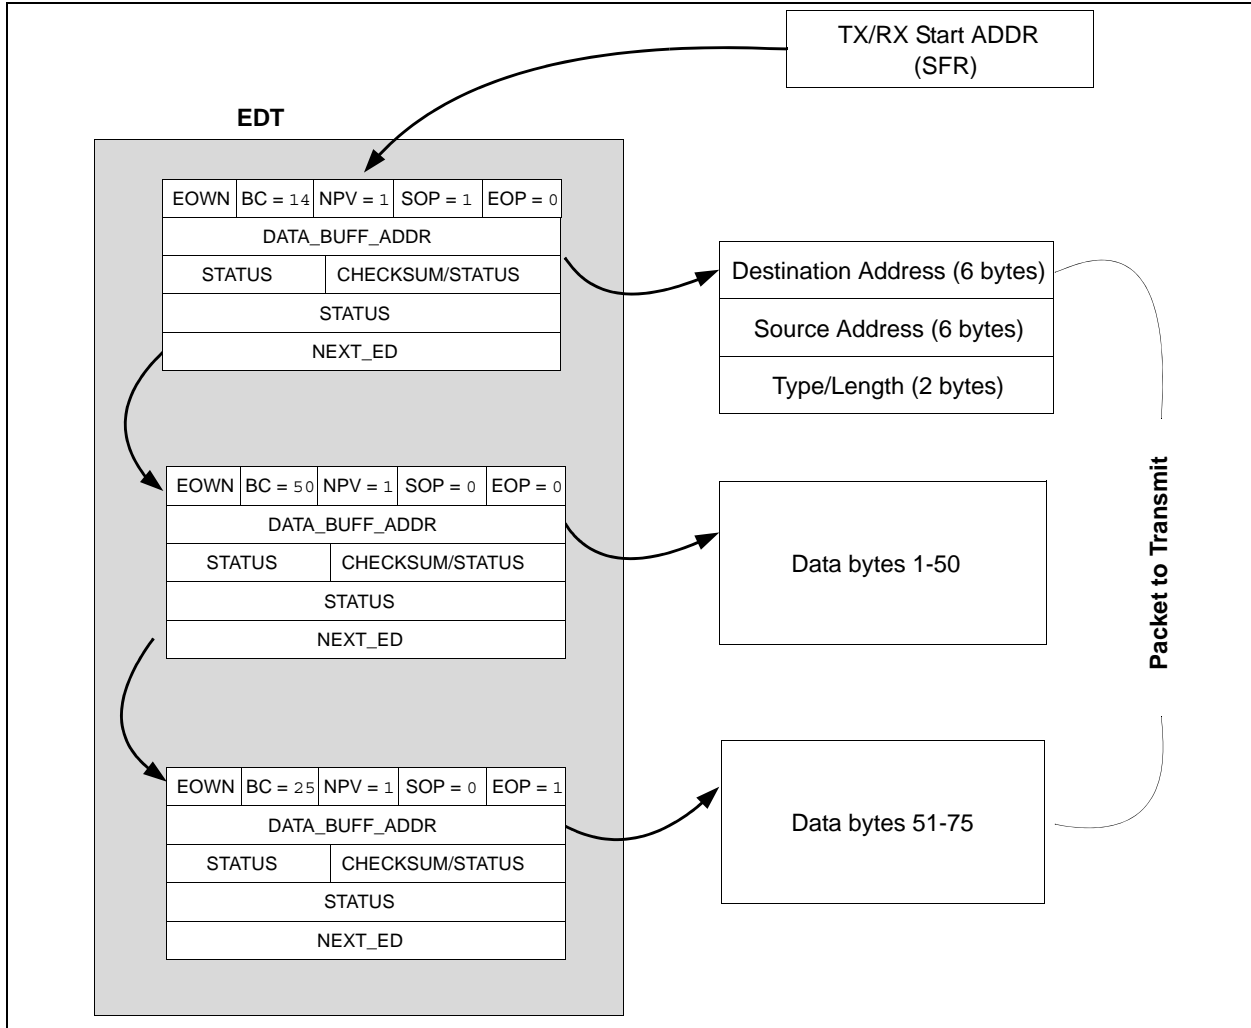 TX/RX Start ADDR
(SFR)
EDT
EOWN BC = 14 NPV = 1 SOP = 1 EOP = 0
DATA_BUFF_ADDR
STATUS CHECKSUM/STATUS
STATUS
NEXT_ED
Destination Address (6 bytes)
Source Address (6 bytes)
Type/Length (2 bytes)
EOWN BC = 50 NPV = 1 SOP = 0 EOP = 0
DATA_BUFF_ADDR
STATUS CHECKSUM/STATUS
STATUS
NEXT_ED
Data bytes 1-50
Packet to Transmit
EOWN BC = 25 NPV = 1 SOP = 0 EOP = 1
DATA_BUFF_ADDR
STATUS CHECKSUM/STATUS
STATUS
NEXT_ED
Data bytes 51-75